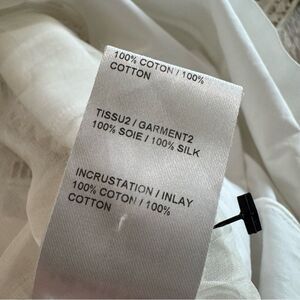 100% COTON / 100%
COTTON
TISSU2 / GARMENT2
100% SOIE / 100% SILK
INCRUSTATION / INLAY
100% COTON / 100%
COTTON